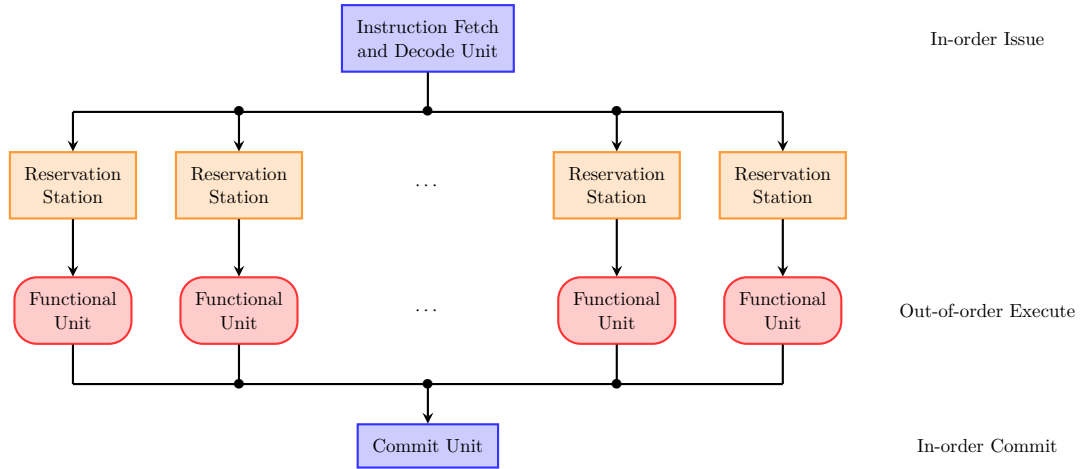 Instruction Fetch
and Decode Unit
In-order Issue
Reservation
Station
Reservation
Station
...
Reservation
Station
Reservation
Station
Functional
Unit
Functional
Unit
...
Functional
Unit
Functional
Unit
Out-of-order Execute
Commit Unit
In-order Commit